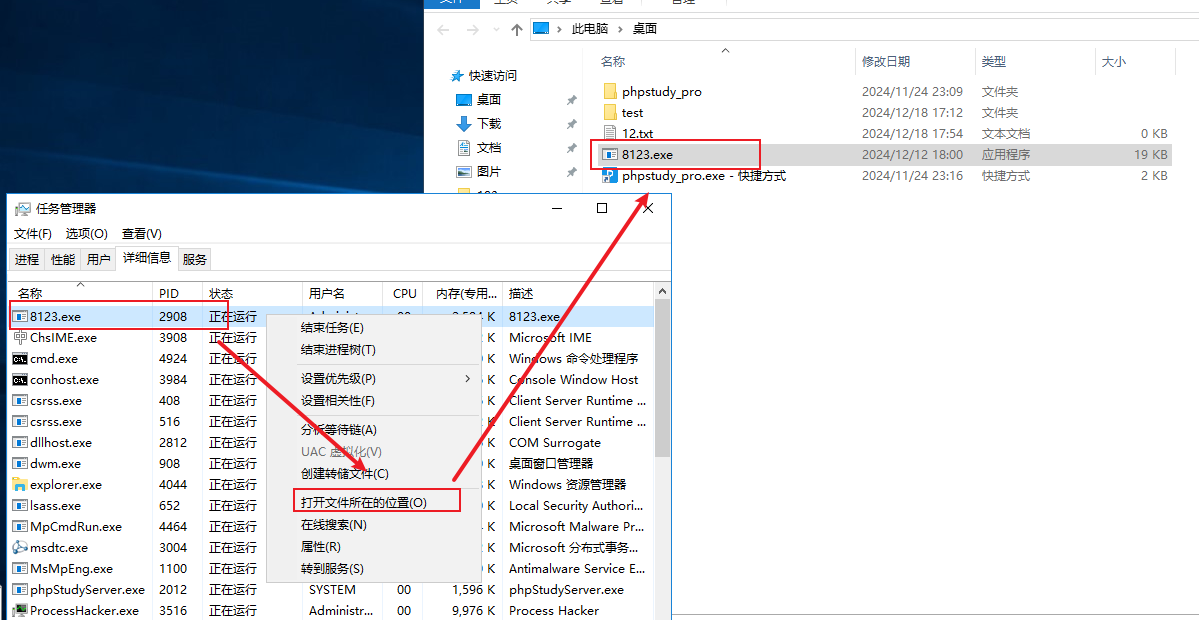 文件 主页 共享 查看 管理
此电脑 桌面
名称 修改日期 类型 大小
快速访问
桌面
下载
文档
图片
phpstudy_pro 2024/11/24 23:09 文件夹
test 2024/12/18 17:12 文件夹
12.txt 2024/12/18 17:54 文本文档 0 KB
8123.exe 2024/12/12 18:00 应用程序 19 KB
phpstudy_pro.exe - 快捷方式 2024/11/24 23:16 快捷方式 2 KB
任务管理器
文件(F) 选项(O) 查看(V)
进程 性能 用户 详细信息 服务
名称 PID 状态 用户名 CPU 内存(专用... 描述
8123.exe 2908 正在运行 K 8123.exe
ChsIME.exe 3908 正在运行 K Microsoft IME
cmd.exe 4924 正在运行 K Windows 命令处理程序
conhost.exe 3984 正在运行 K Console Window Host
csrss.exe 408 正在运行 K Client Server Runtime ...
csrss.exe 516 正在运行 K Client Server Runtime ...
dllhost.exe 2812 正在运行 K COM Surrogate
dwm.exe 908 正在运行 K 桌面窗口管理器
explorer.exe 4044 正在运行 K Windows 资源管理器
lsass.exe 652 正在运行 K Local Security Authori...
MpCmdRun.exe 4464 正在运行 K Microsoft Malware Pr...
msdtc.exe 3004 正在运行 K Microsoft 分布式事务...
MsMpEng.exe 1100 正在运行 K Antimalware Service E...
phpStudyServer.exe 2012 正在运行 SYSTEM 00 1,596 K phpStudyServer.exe
ProcessHacker.exe 3516 正在运行 Administr... 00 9,976 K Process Hacker
结束任务(E)
结束进程树(T)
设置优先级(P)
设置相关性(F)
分析等待链(A)
UAC 虚拟化(V)
创建转储文件(C)
打开文件所在的位置(O)
在线搜索(N)
属性(R)
转到服务(S)